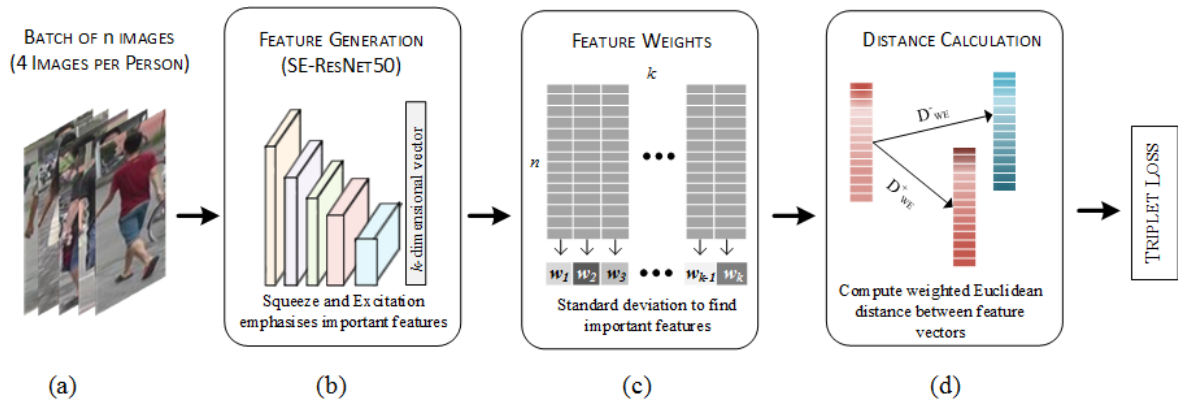 BATCH OF n IMAGES
(4 IMAGES PER PERSON)
FEATURE GENERATION
(SE-RESNET50)
k-dimensional vector
Squeeze and Excitation
emphasises important features
FEATURE WEIGHTS
k
n
w1 w2 w3 ••• wk-1 wk
Standard deviation to find
important features
DISTANCE CALCULATION
D-WE
D+WE
Compute weighted Euclidean
distance between feature
vectors
TRIPLET LOSS
(a) (b) (c) (d)